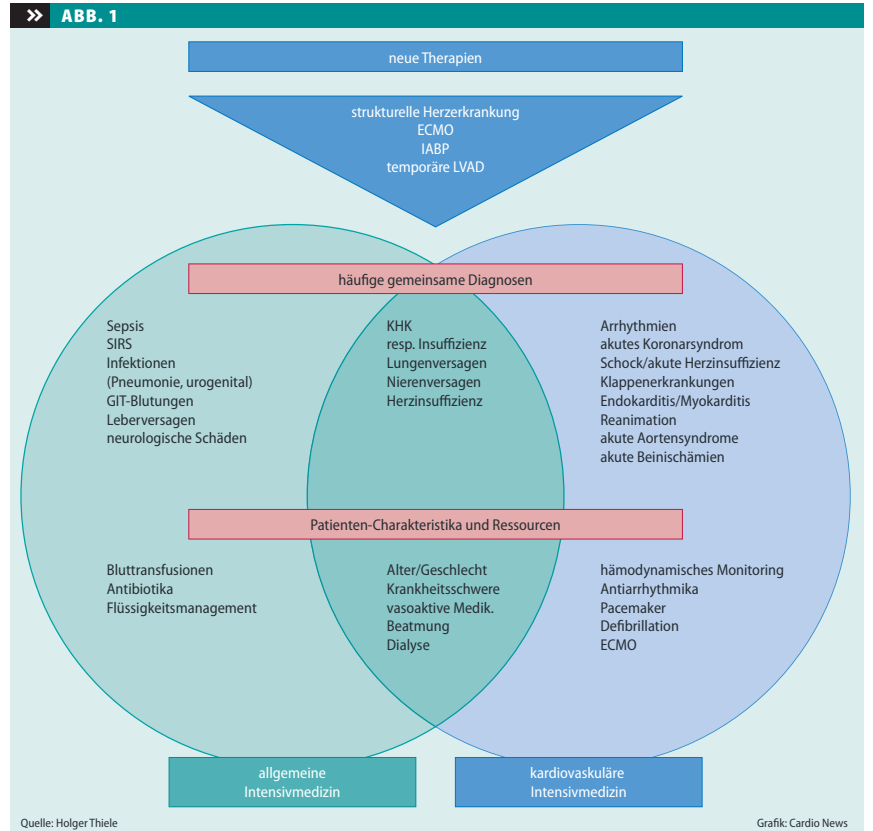 ABB. 1
neue Therapien
strukturelle Herzerkrankung
ECMO
IABP
temporäre LVAD
häufige gemeinsame Diagnosen
Sepsis
SIRS
Infektionen
(Pneumonie, urogenital)
GIT-Blutungen
Leberversagen
neurologische Schäden
KHK
resp. Insuffizienz
Lungenversagen
Nierenversagen
Herzinsuffizienz
Arrhythmien
akutes Koronarsyndrom
Schock/akute Herzinsuffizienz
Klappenerkrankungen
Endokarditis/Myokarditis
Reanimation
akute Aortensyndrome
akute Beinischämien
Patienten-Charakteristika und Ressourcen
Bluttransfusionen
Antibiotika
Flüssigkeitsmanagement
Alter/Geschlecht
Krankheitsschwere
vasoaktive Medik.
Beatmung
Dialyse
hämodynamisches Monitoring
Antiarrhythmika
Pacemaker
Defibrillation
ECMO
allgemeine
Intensivmedizin
kardiovaskuläre
Intensivmedizin
Quelle: Holger Thiele
Grafik: Cardio News